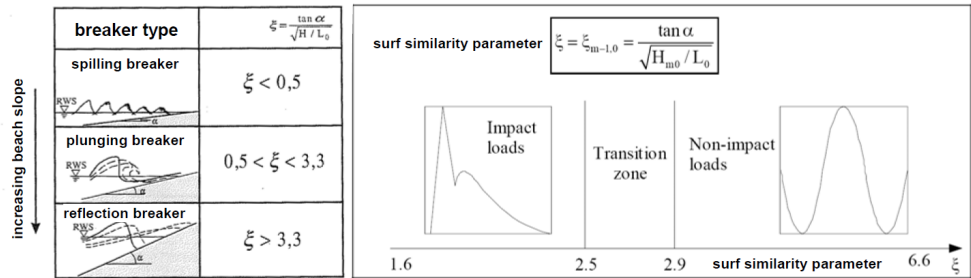 increasing beach slope
breaker type
ξ = tan α / √(H / L₀)
spilling breaker
RWS
α
ξ < 0,5
plunging breaker
RWS
α
0,5 < ξ < 3,3
reflection breaker
RWS
α
ξ > 3,3
surf similarity parameter
ξ = ξₘ₋₁,₀ = tan α / √(Hₘ₀ / L₀)
Impact
loads
Transition
zone
Non-impact
loads
1.6
2.5
2.9
surf similarity parameter
6.6
ξ